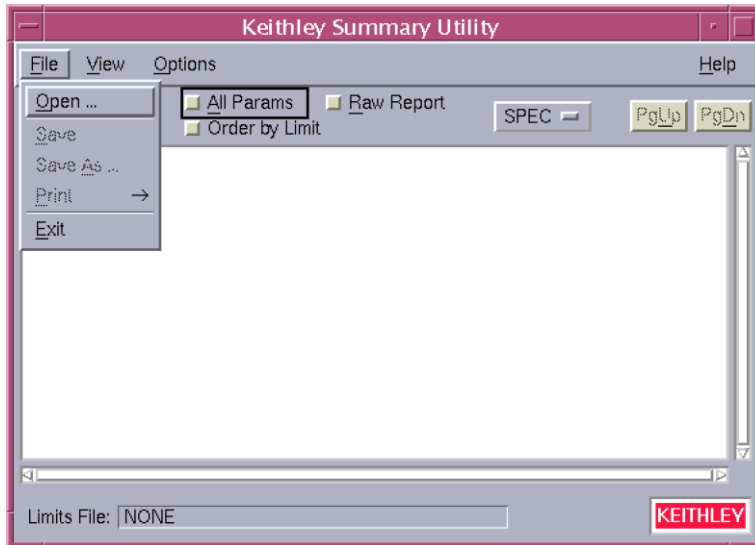 Keithley Summary Utility
File View Options Help
Open ...
Save
Save As ...
Print →
Exit
All Params Raw Report
Order by Limit
SPEC
PgUp PgDn
Limits File: NONE
KEITHLEY